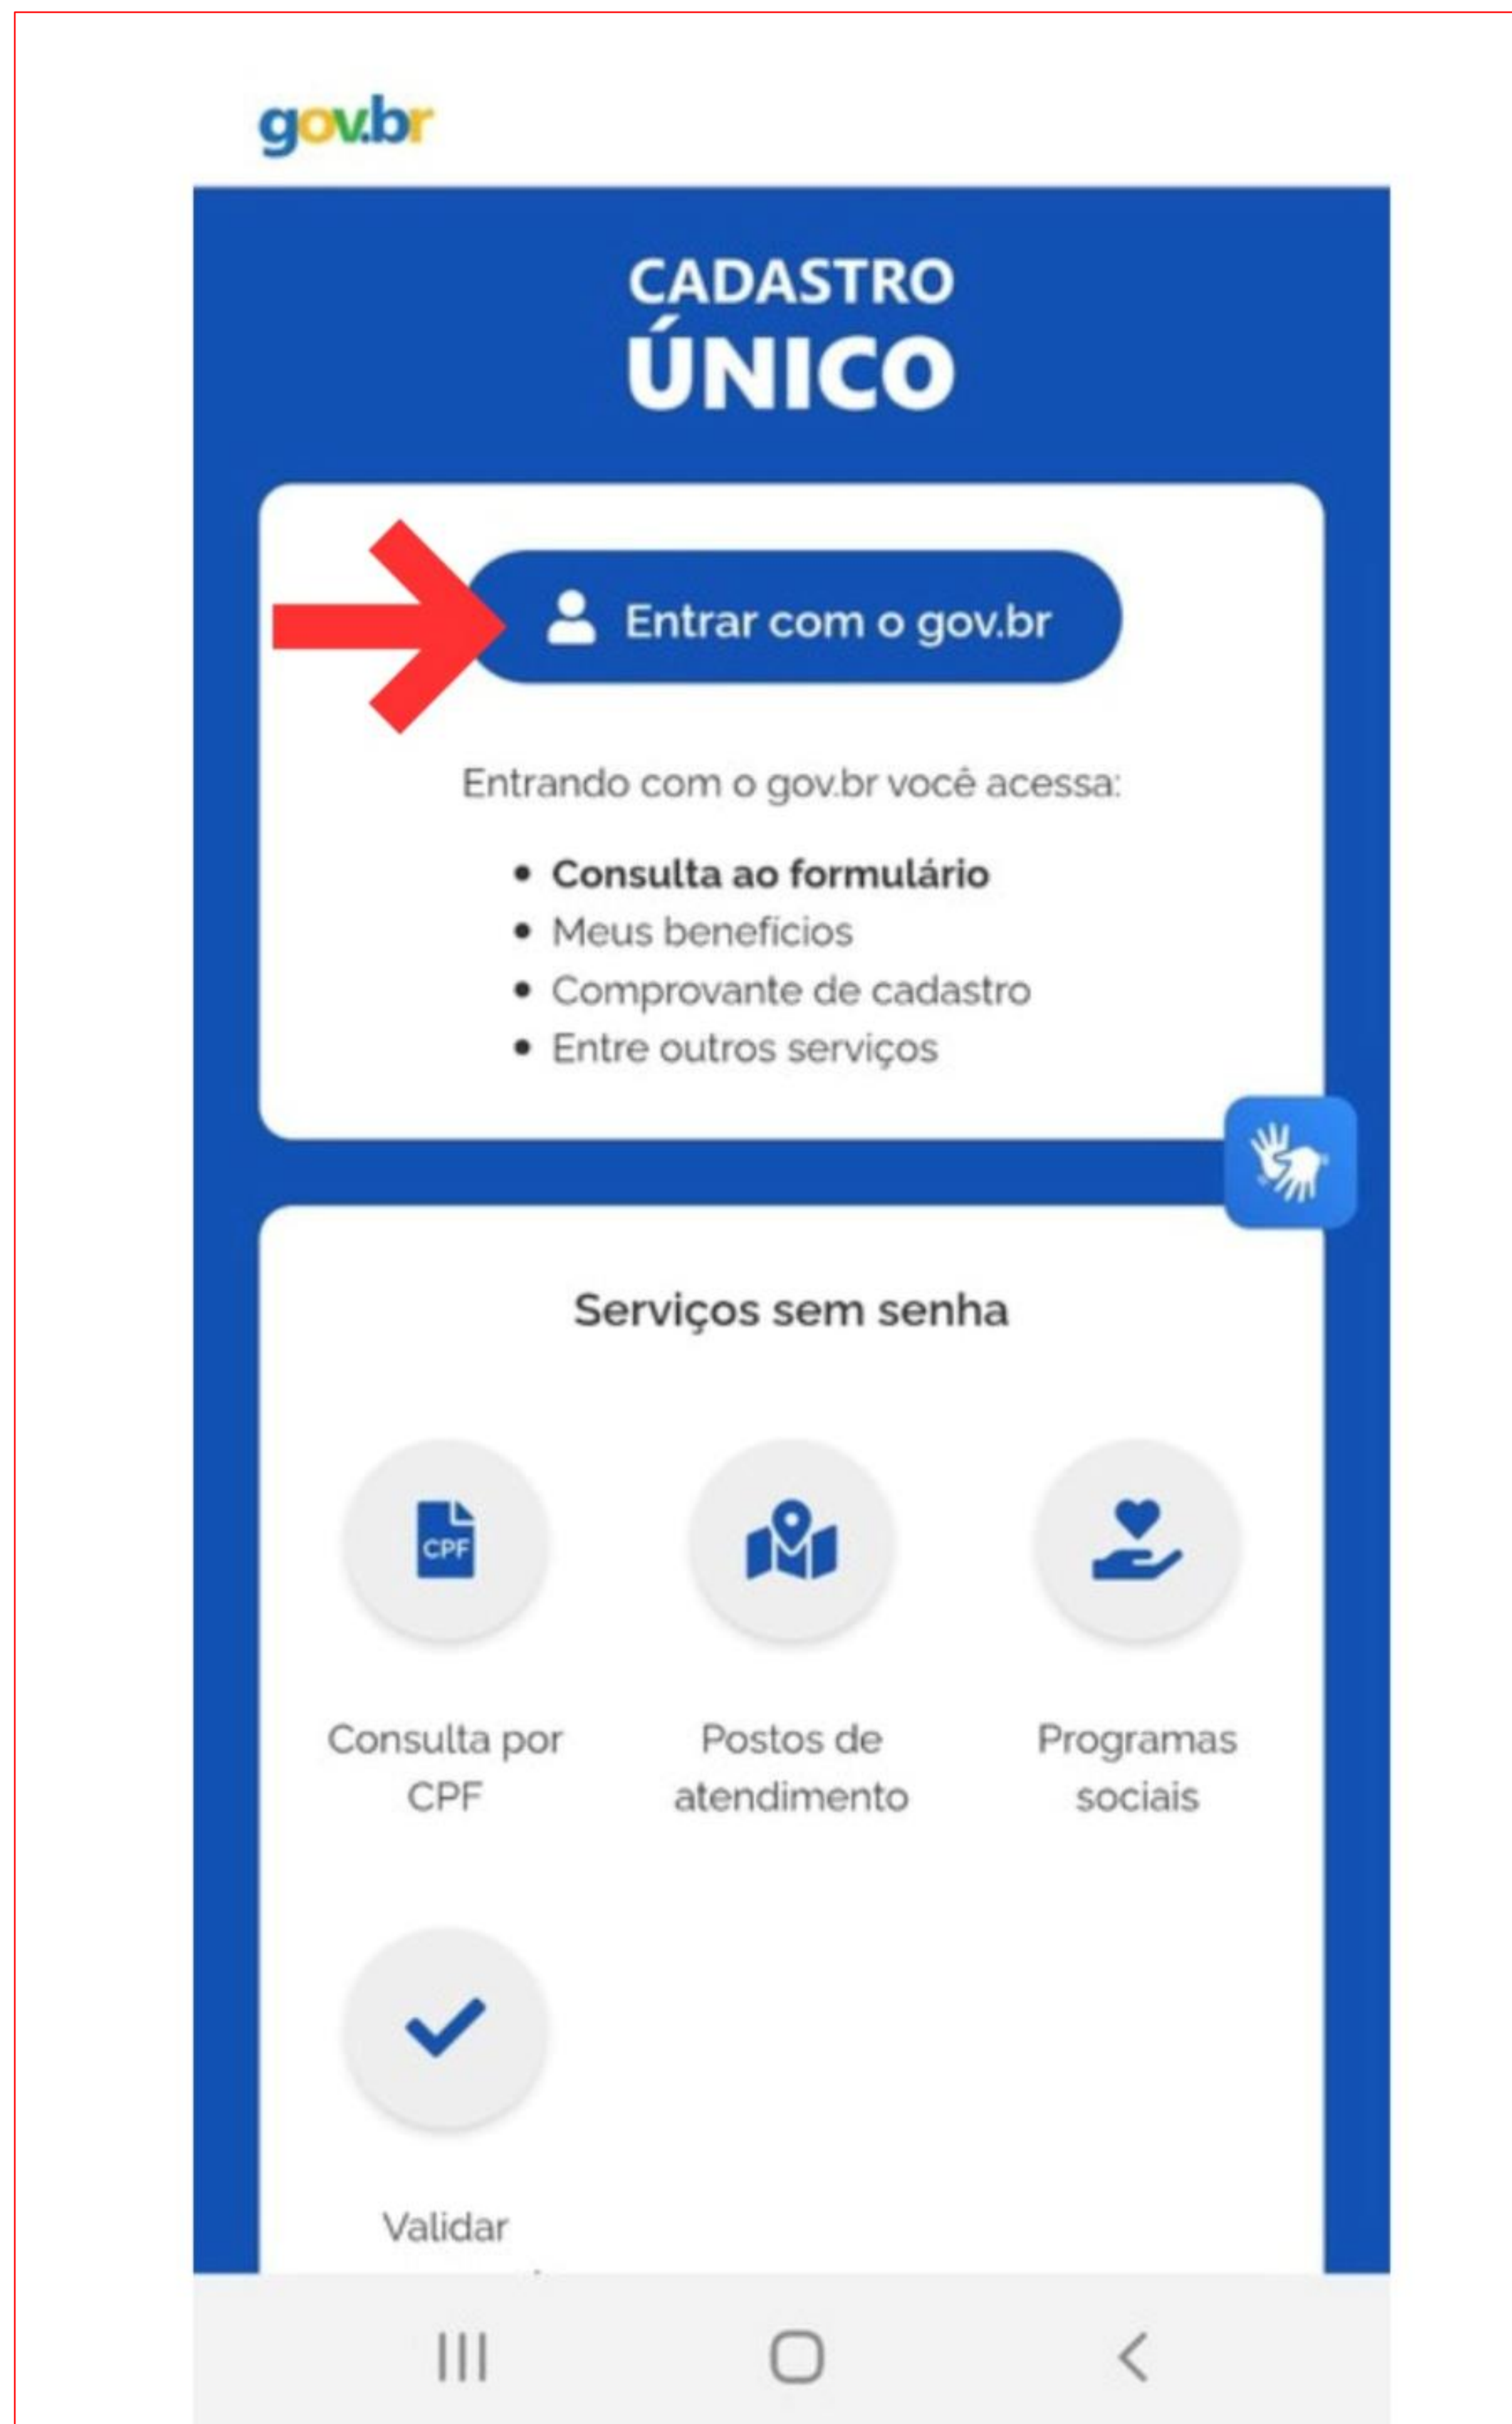 gov.br
CADASTRO
ÚNICO
Entrar com o gov.br
Entrando com o gov.br você acessa:
• Consulta ao formulário
• Meus benefícios
• Comprovante de cadastro
• Entre outros serviços
Serviços sem senha
CPF
Consulta por
CPF
Postos de
atendimento
Programas
sociais
Validar